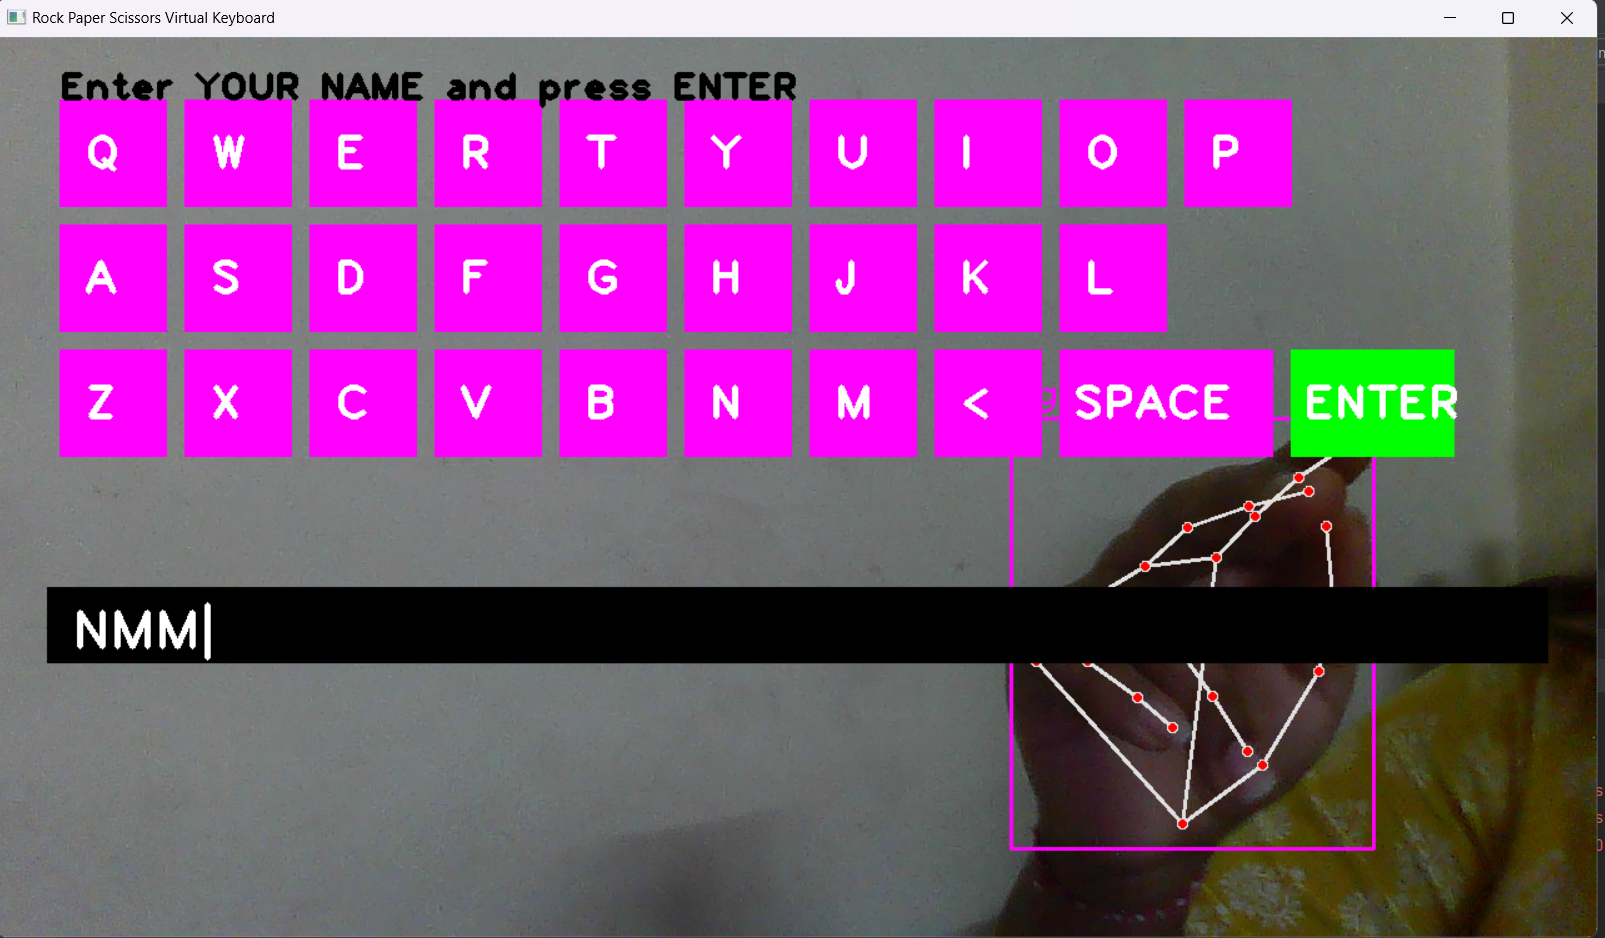 Rock Paper Scissors Virtual Keyboard
Enter YOUR NAME and press ENTER
Q W E R T Y U I O P
A S D F G H J K L
Z X C V B N M < SPACE ENTER
NMM|